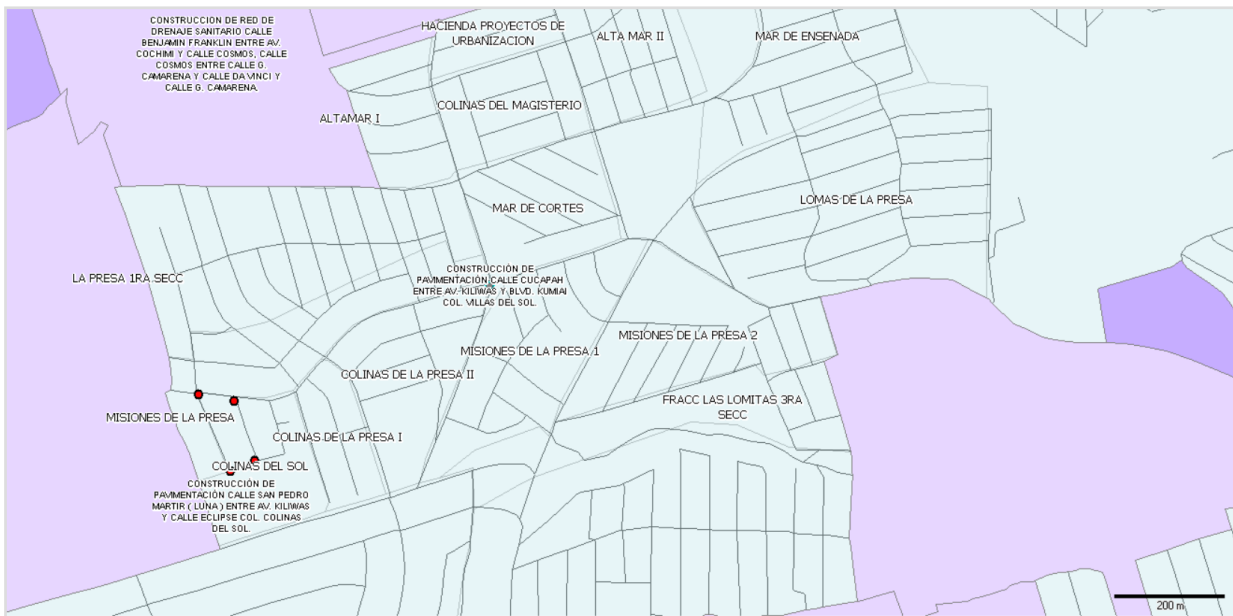 CONSTRUCCION DE RED DE
DRENAJE SANITARIO CALLE
BENJAMIN FRANKLIN ENTRE AV.
COCHIMI Y CALLE COSMOS, CALLE
COSMOS ENTRE CALLE G.
CAMARENA Y CALLE DA VINCI Y
CALLE G. CAMARENA.
HACIENDA PROYECTOS DE
URBANIZACION
ALTA MAR II
MAR DE ENSENADA
COLINAS DEL MAGISTERIO
ALTAMAR I
MAR DE CORTES
LOMAS DE LA PRESA
LA PRESA 1RA SECC
CONSTRUCCIÓN DE
PAVIMENTACIÓN CALLE CUCAPAH
ENTRE AV. KILIWAS Y BLVD. KUMIAI
COL. VILLAS DEL SOL.
MISIONES DE LA PRESA 1
MISIONES DE LA PRESA 2
COLINAS DE LA PRESA II
FRACC LAS LOMITAS 3RA
SECC
MISIONES DE LA PRESA
COLINAS DE LA PRESA I
COLINAS DEL SOL
CONSTRUCCIÓN DE
PAVIMENTACIÓN CALLE SAN PEDRO
MARTIR ( LUNA ) ENTRE AV. KILIWAS
Y CALLE ECLIPSE COL. COLINAS
DEL SOL.
200 m